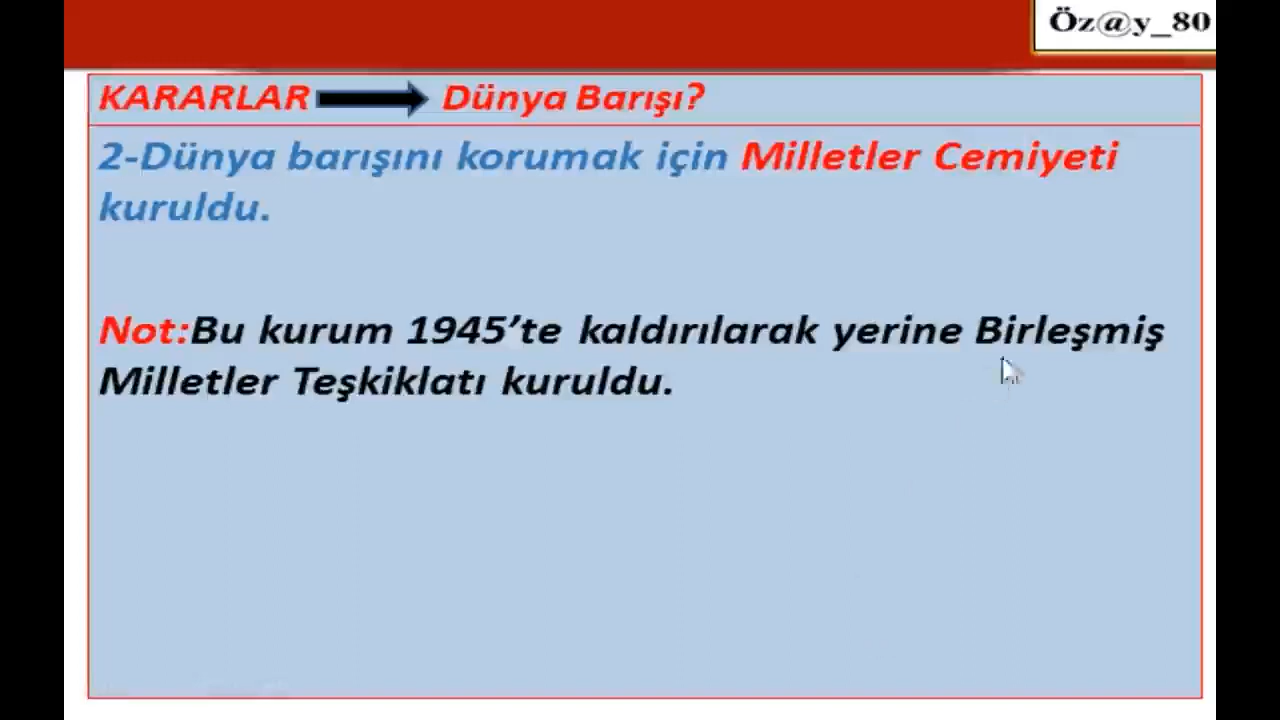 Öz@y_80
KARARLAR Dünya Barışı?
2-Dünya barışını korumak için Milletler Cemiyeti
kuruldu.
Not:Bu kurum 1945’te kaldırılarak yerine Birleşmiş
Milletler Teşkiklatı kuruldu.